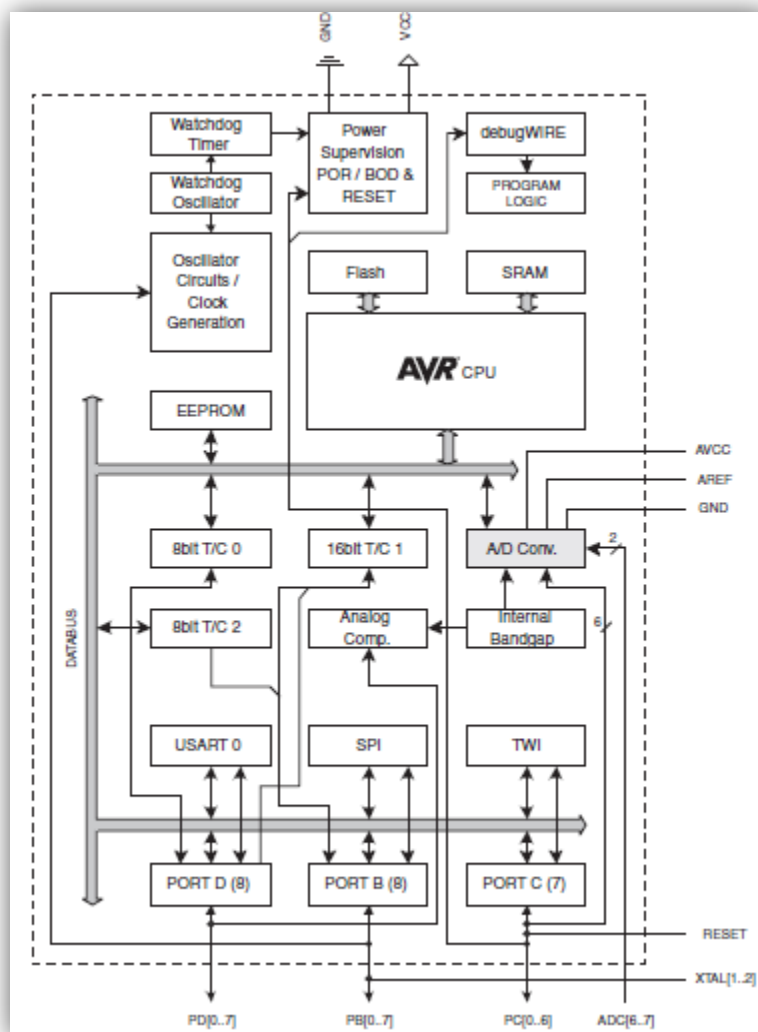 GND
VCC
Watchdog
Timer
Power
Supervision
POR / BOD &
RESET
debugWIRE
Watchdog
Oscillator
PROGRAM
LOGIC
Oscillator
Circuits /
Clock
Generation
Flash
SRAM
AVR CPU
EEPROM
AVCC
AREF
GND
8bit T/C 0
16bit T/C 1
A/D Conv.
2
8bit T/C 2
Analog
Comp.
Internal
Bandgap
6
DATABUS
USART 0
SPI
TWI
PORT D (8)
PORT B (8)
PORT C (7)
RESET
XTAL[1..2]
PD[0..7]
PB[0..7]
PC[0..6]
ADC[6..7]